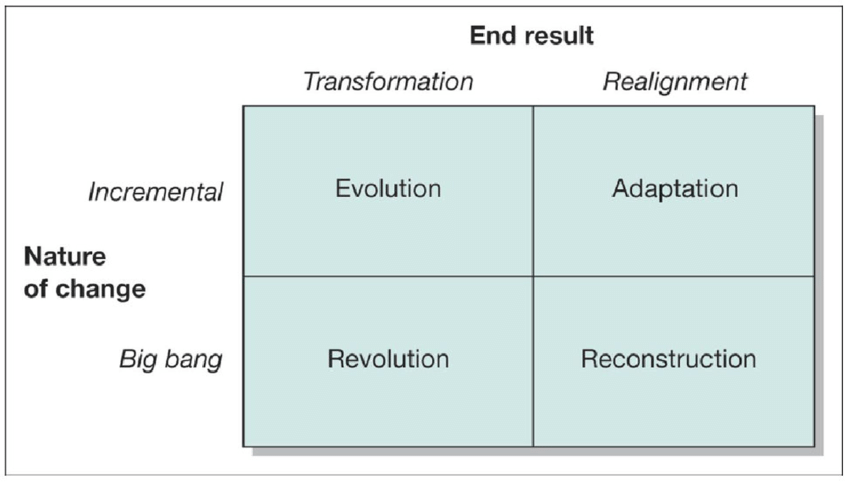 End result
Transformation Realignment
Incremental Evolution Adaptation
Nature
of change
Big bang Revolution Reconstruction